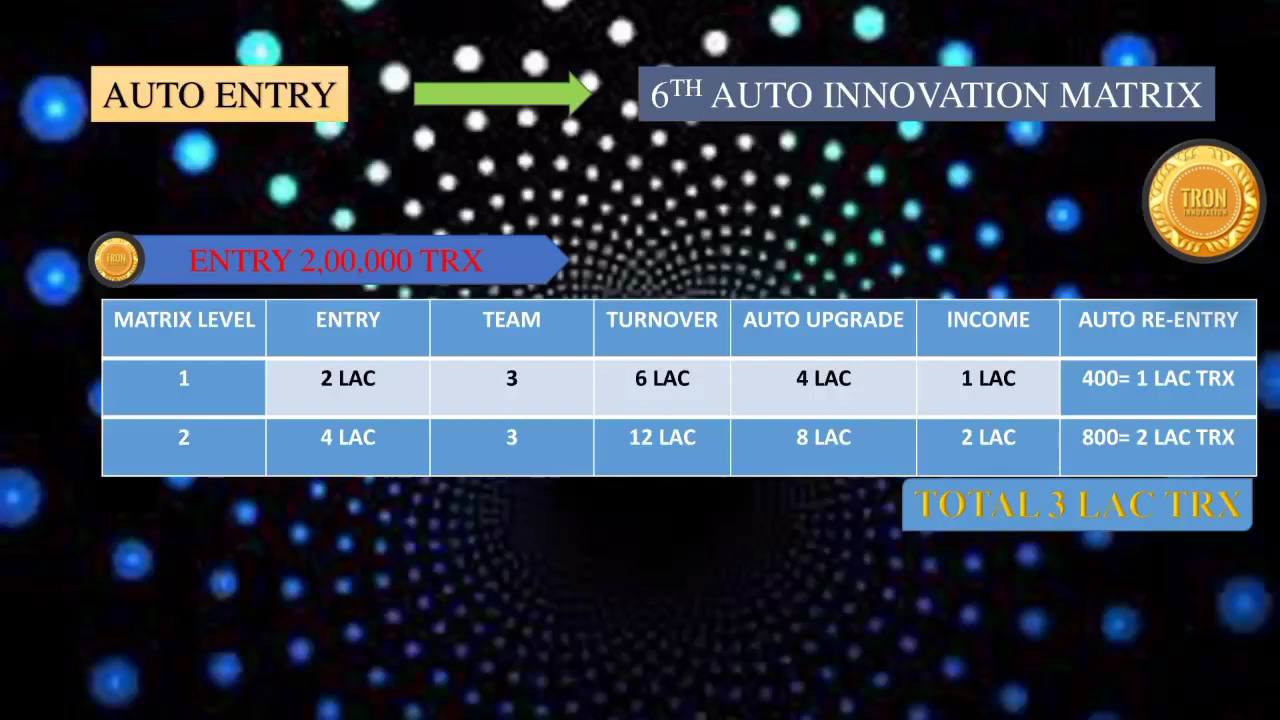 AUTO ENTRY
6TH AUTO INNOVATION MATRIX
TRON
INNOVATION
TRON
ENTRY 2,00,000 TRX
MATRIX LEVEL ENTRY TEAM TURNOVER AUTO UPGRADE INCOME AUTO RE-ENTRY
1 2 LAC 3 6 LAC 4 LAC 1 LAC 400= 1 LAC TRX
2 4 LAC 3 12 LAC 8 LAC 2 LAC 800= 2 LAC TRX
TOTAL 3 LAC TRX